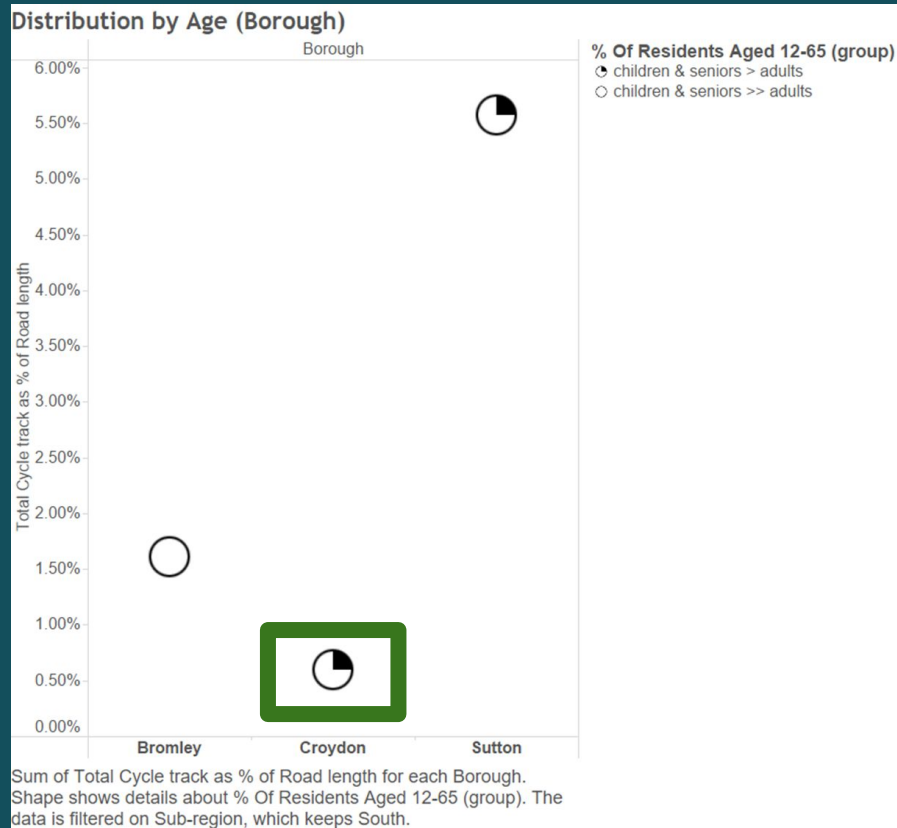 Distribution by Age (Borough)
Borough
% Of Residents Aged 12-65 (group)
children & seniors > adults
children & seniors >> adults
Total Cycle track as % of Road length
6.00%
5.50%
5.00%
4.50%
4.00%
3.50%
3.00%
2.50%
2.00%
1.50%
1.00%
0.50%
0.00%
Bromley Croydon Sutton
Sum of Total Cycle track as % of Road length for each Borough.
Shape shows details about % Of Residents Aged 12-65 (group). The
data is filtered on Sub-region, which keeps South.